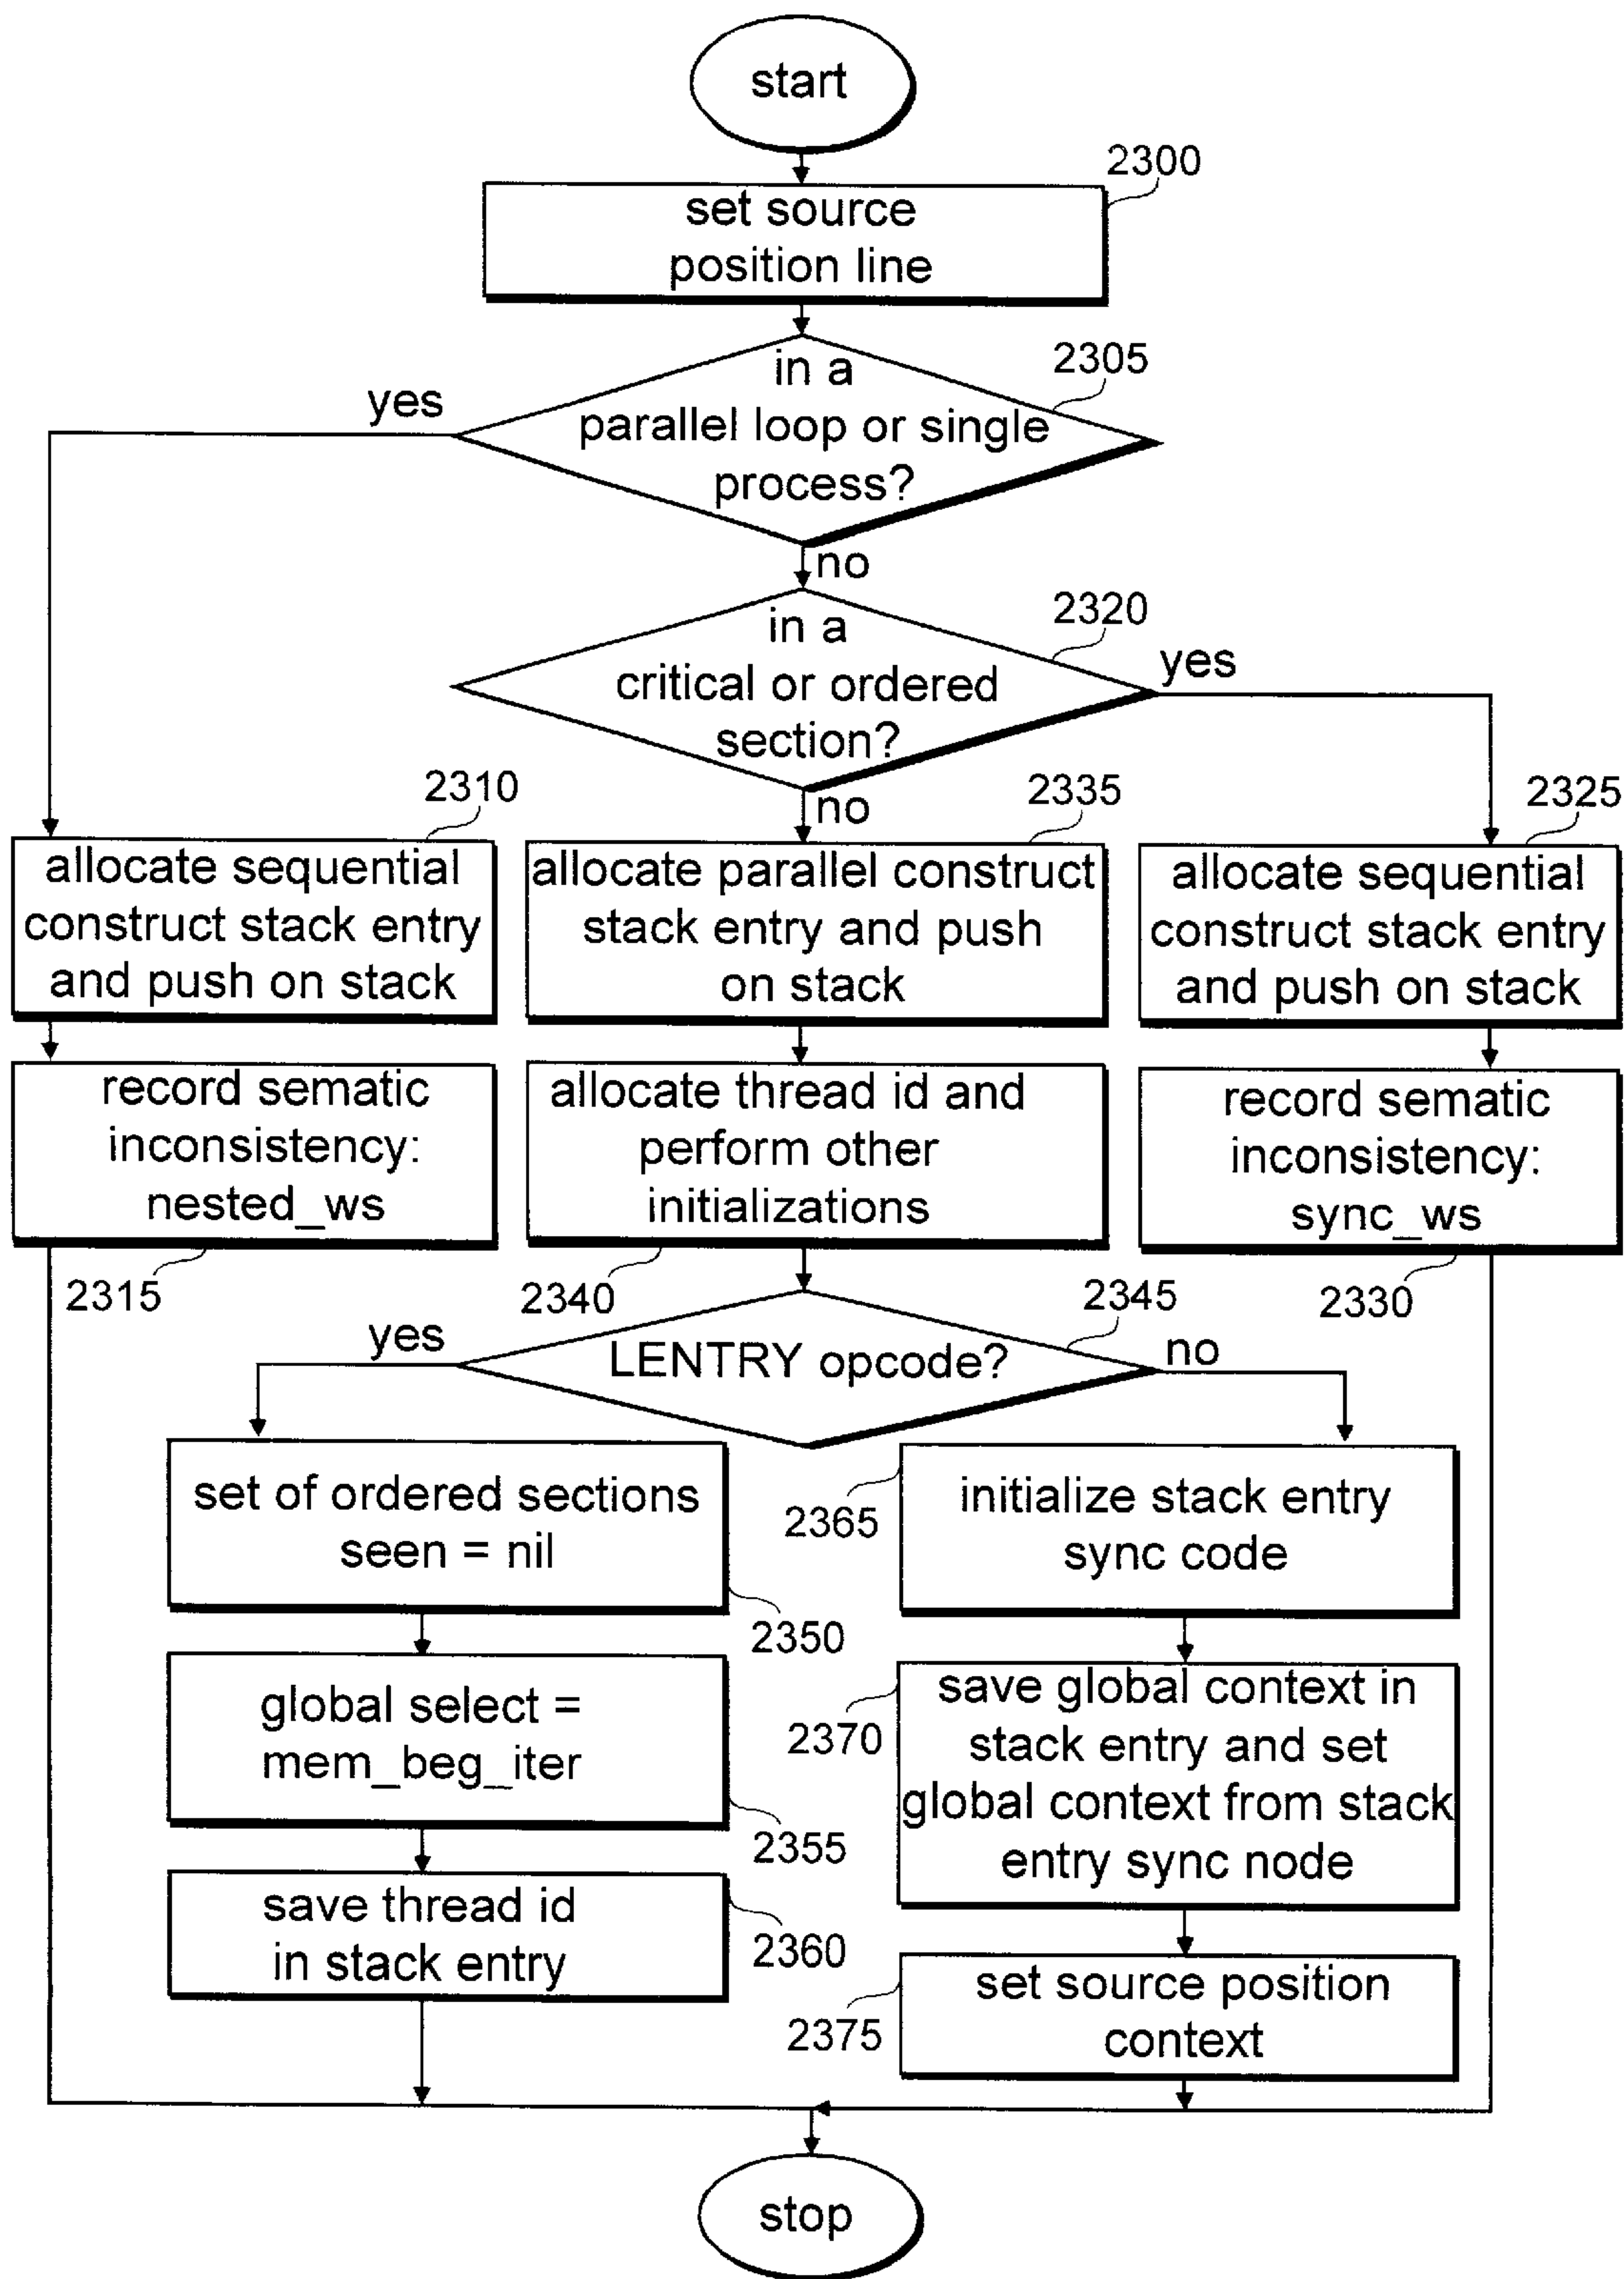 start
2300
set source
position line
2305
in a
parallel loop or single
process?
yes
no
2320
in a
critical or ordered
section?
yes
no
2310
allocate sequential
construct stack entry
and push on stack
2335
allocate parallel construct
stack entry and push
on stack
2325
allocate sequential
construct stack entry
and push on stack
record sematic
inconsistency:
nested_ws
2315
allocate thread id and
perform other
initializations
2340
record sematic
inconsistency:
sync_ws
2330
2345
LENTRY opcode?
yes
no
set of ordered sections
seen = nil
2350
global select =
mem_beg_iter
2355
save thread id
in stack entry
2360
2365
initialize stack entry
sync code
2370
save global context in
stack entry and set
global context from stack
entry sync node
2375
set source position
context
stop